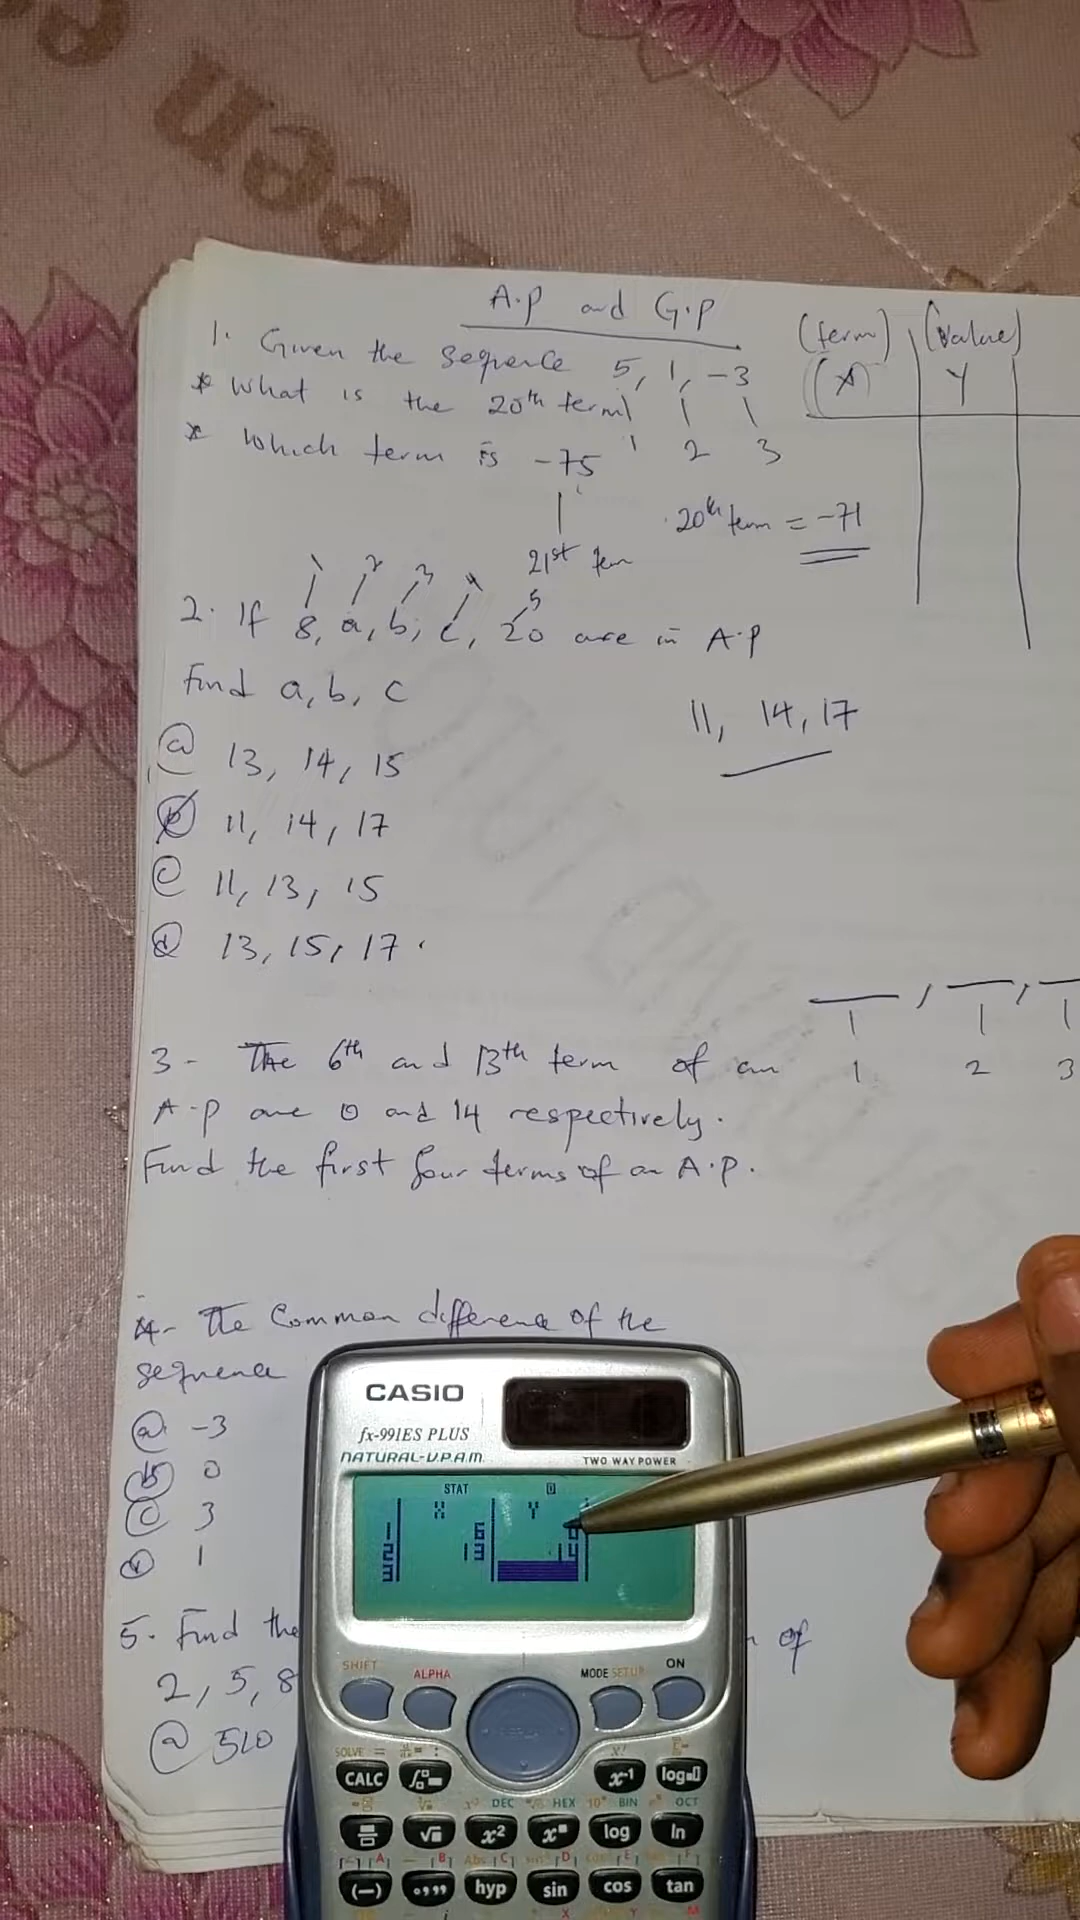 A.P and G.P
1. Given the sequence 5, 1, -3
* What is the 20th term
1 2 3
* Which term is -75
21st term
20th term = -71
(term) (value)
(X) Y
1 2 3 4 5
2. If 8, a, b, c, 20 are in A.P
Find a, b, c
11, 14, 17
(a) 13, 14, 15
(b) 11, 14, 17
(c) 11, 13, 15
(d) 13, 15, 17.
3- The 6th and 13th term of an
A.P are 0 and 14 respectively.
Find the first four terms of an A.P.
__, __, __
1 2 3
4- The Common difference of the
sequence
(a) -3
(b) 0
(c) 3
(d) 1
5. Find the
of
2, 5, 8
(a) 510
CASIO
fx-991ES PLUS
NATURAL-V.P.A.M.
TWO WAY POWER
STAT D
X Y
1 6 0
2 13 14
3
SHIFT ALPHA MODE SETUP ON
SOLVE =
CALC x-1 log
x³ DEC HEX 10 BIN OCT
√ x² log ln
(-) hyp sin cos tan